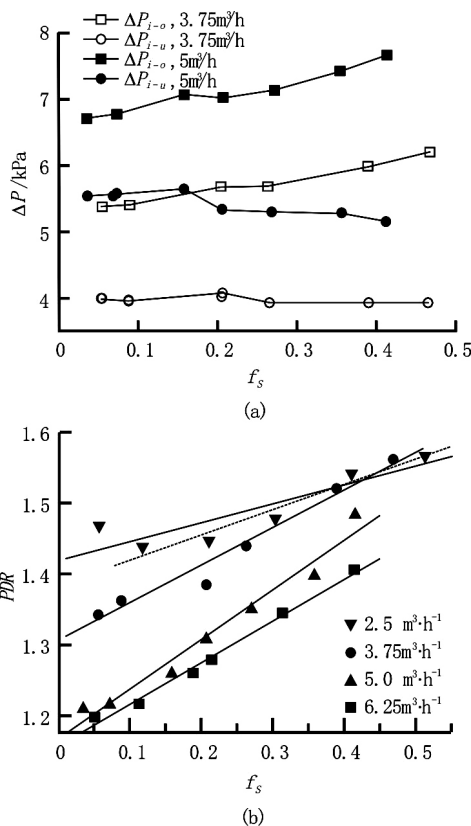 ΔP_{i-o}, 3.75m³/h
ΔP_{i-u}, 3.75m³/h
ΔP_{i-o}, 5m³/h
ΔP_{i-u}, 5m³/h
8
7
6
5
4
ΔP/kPa
0 0.1 0.2 0.3 0.4 0.5
f_s
(a)
1.6
1.5
1.4
1.3
1.2
PDR
2.5 m³·h⁻¹
3.75m³·h⁻¹
5.0 m³·h⁻¹
6.25m³·h⁻¹
0 0.1 0.2 0.3 0.4 0.5
f_s
(b)